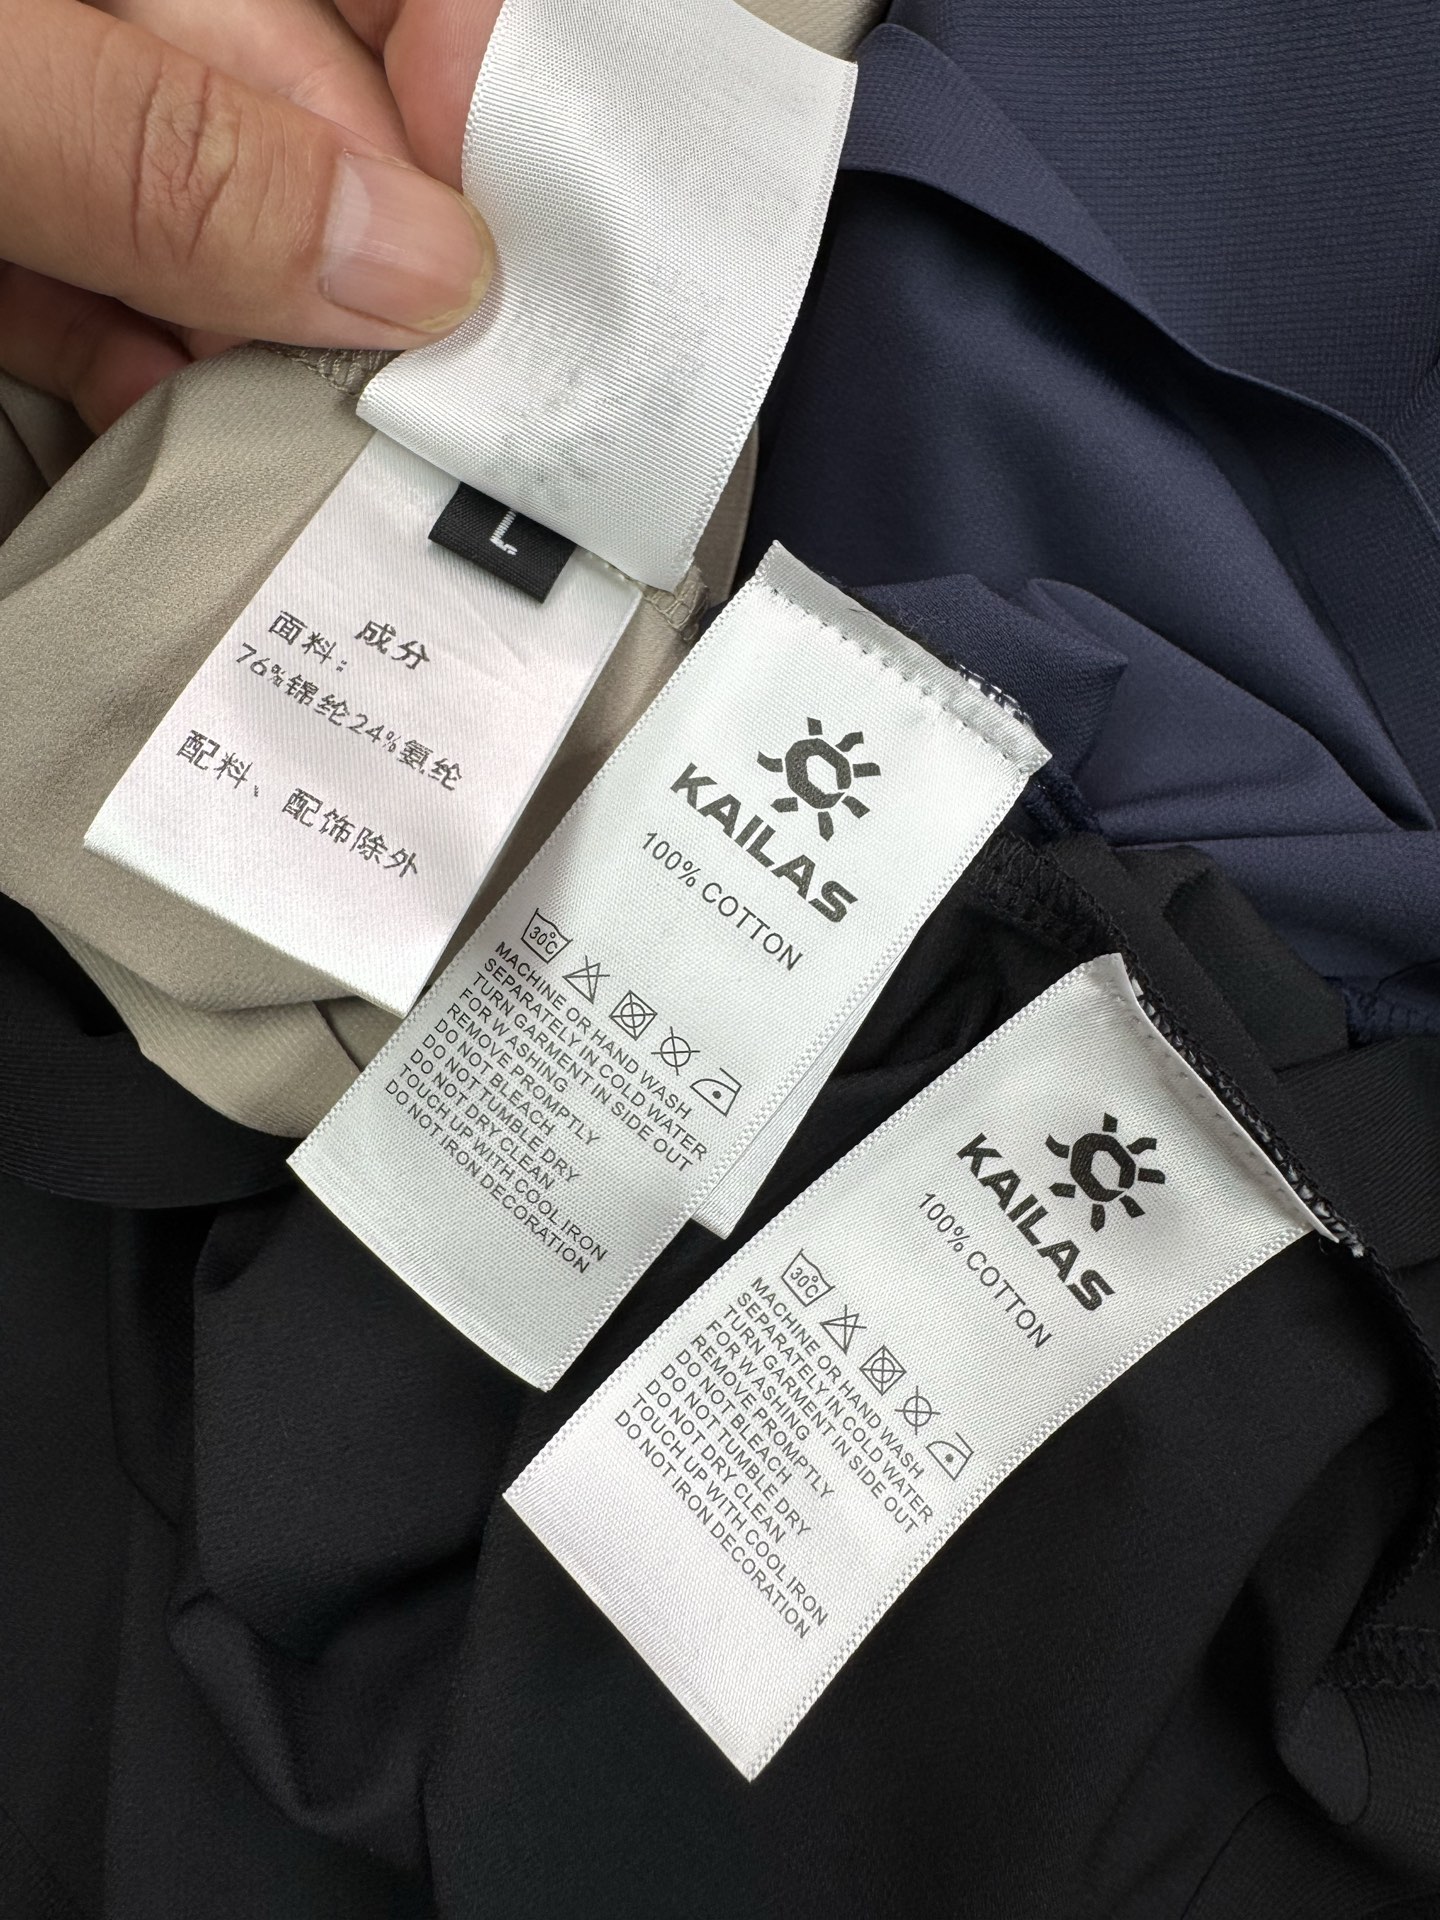 L
成分
面料：
76%锦纶24%氨纶
配料、配饰除外
KAILAS
100% COTTON
30℃
MACHINE OR HAND WASH
SEPARATELY IN COLD WATER
TURN GARMENT IN SIDE OUT
FOR WASHING
REMOVE PROMPTLY
DO NOT BLEACH
DO NOT TUMBLE DRY
DO NOT DRY CLEAN
TOUCH UP WITH COOL IRON
DO NOT IRON DECORATION
KAILAS
100% COTTON
30℃
MACHINE OR HAND WASH
SEPARATELY IN COLD WATER
TURN GARMENT IN SIDE OUT
FOR WASHING
REMOVE PROMPTLY
DO NOT BLEACH
DO NOT TUMBLE DRY
DO NOT DRY CLEAN
TOUCH UP WITH COOL IRON
DO NOT IRON DECORATION